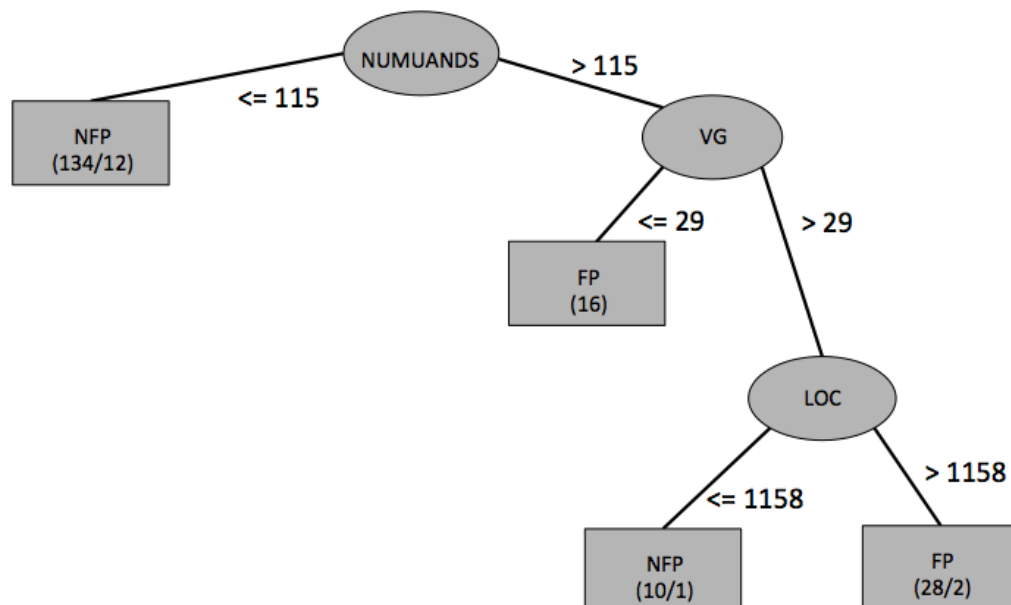 NUMUANDS
<= 115
> 115
NFP
(134/12)
VG
<= 29
> 29
FP
(16)
LOC
<= 1158
> 1158
NFP
(10/1)
FP
(28/2)